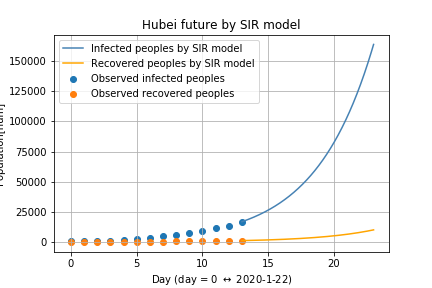 Hubei future by SIR model
Infected peoples by SIR model
Recovered peoples by SIR model
Observed infected peoples
Observed recovered peoples
150000
125000
100000
75000
50000
25000
0
0 5 10 15 20
Day (day = 0 ↔ 2020-1-22)